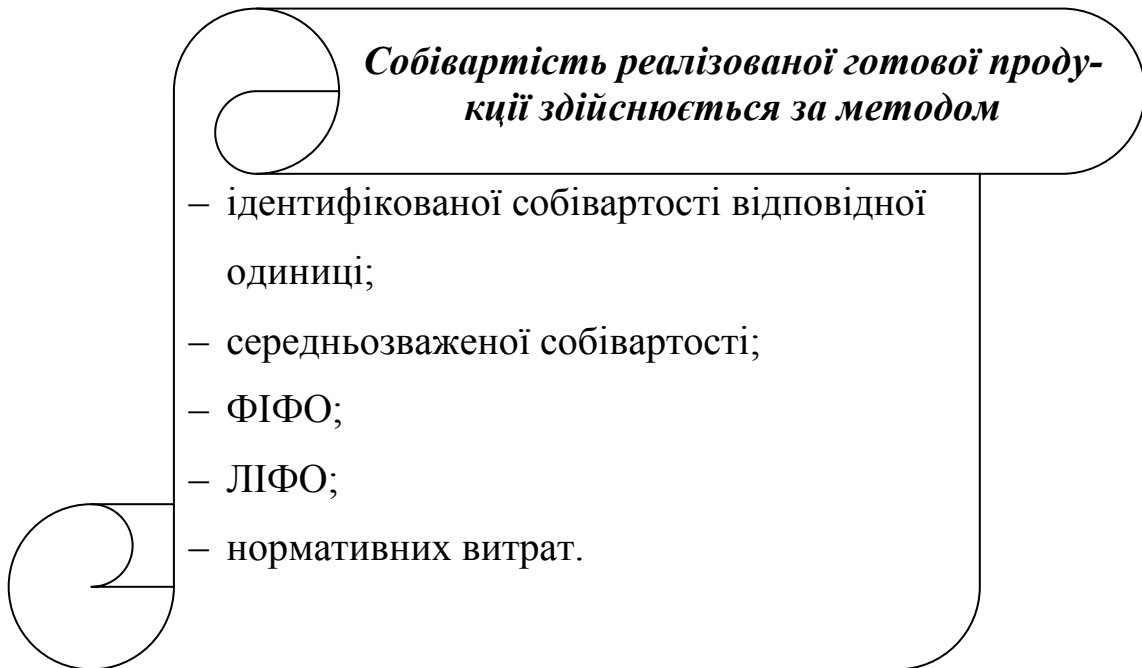 Собівартість реалізованої готової проду-
кції здійснюється за методом
– ідентифікованої собівартості відповідної
одиниці;
– середньозваженої собівартості;
– ФІФО;
– ЛІФО;
– нормативних витрат.